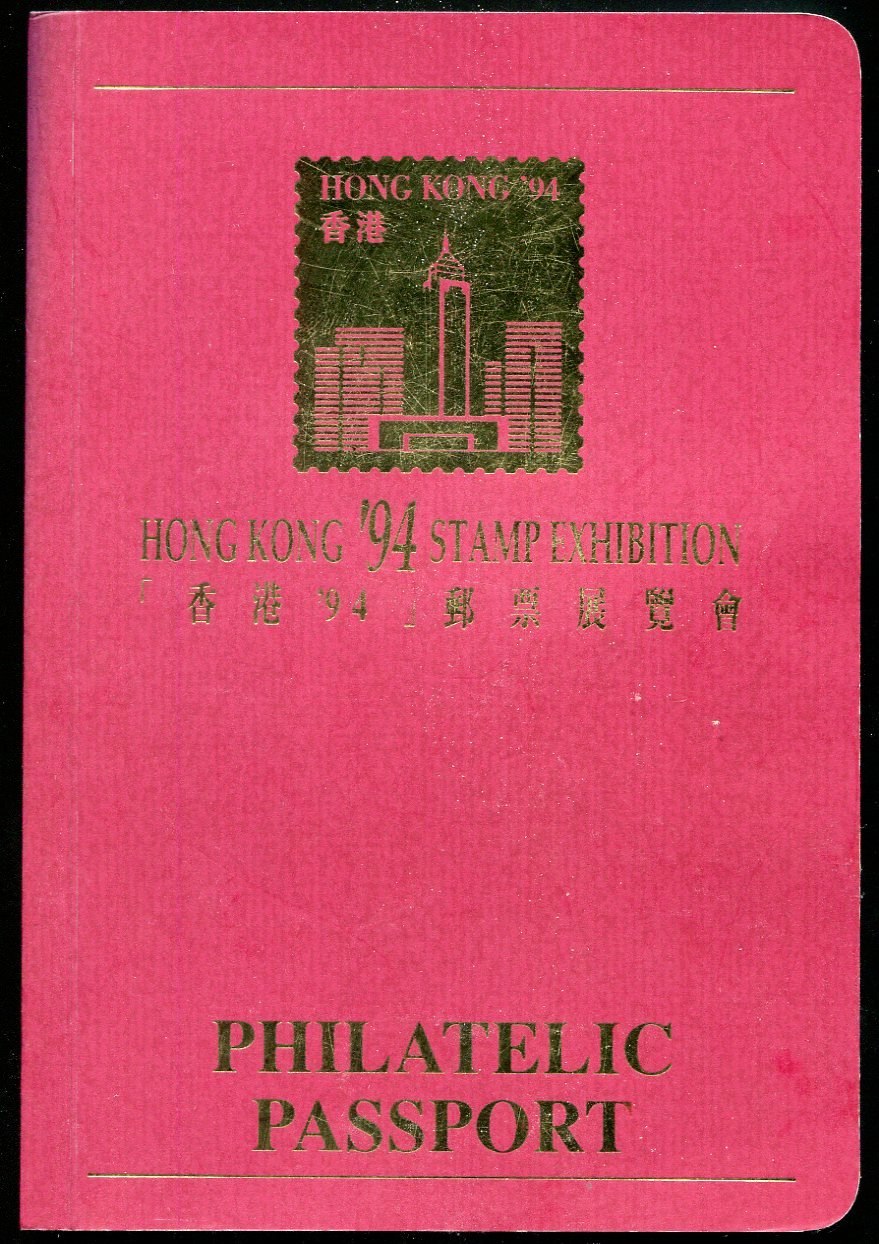 HONG KONG '94
香港
HONG KONG '94 STAMP EXHIBITION
「香港'94」郵票展覽會
PHILATELIC
PASSPORT